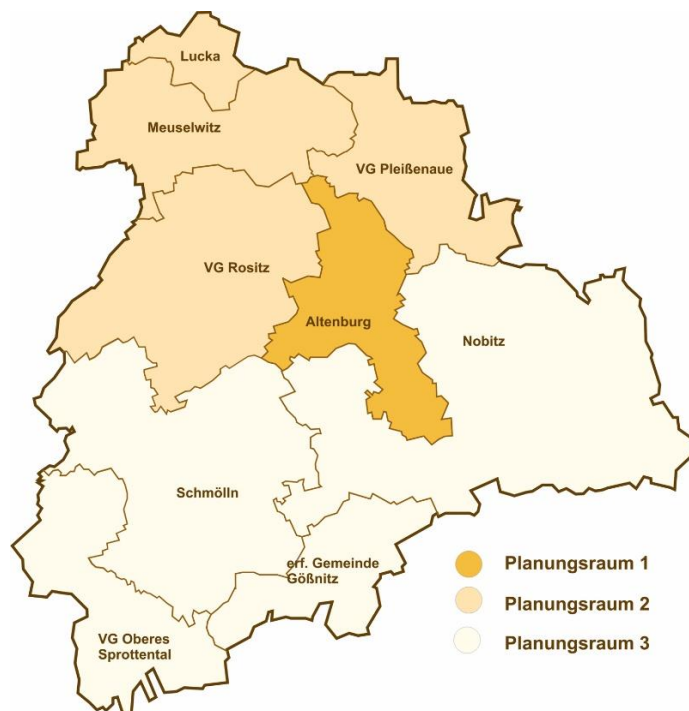 Lucka
Meuselwitz
VG Pleißenaue
VG Rositz
Altenburg
Nobitz
Schmölln
erf. Gemeinde
Gößnitz
VG Oberes
Sprottental
Planungsraum 1
Planungsraum 2
Planungsraum 3